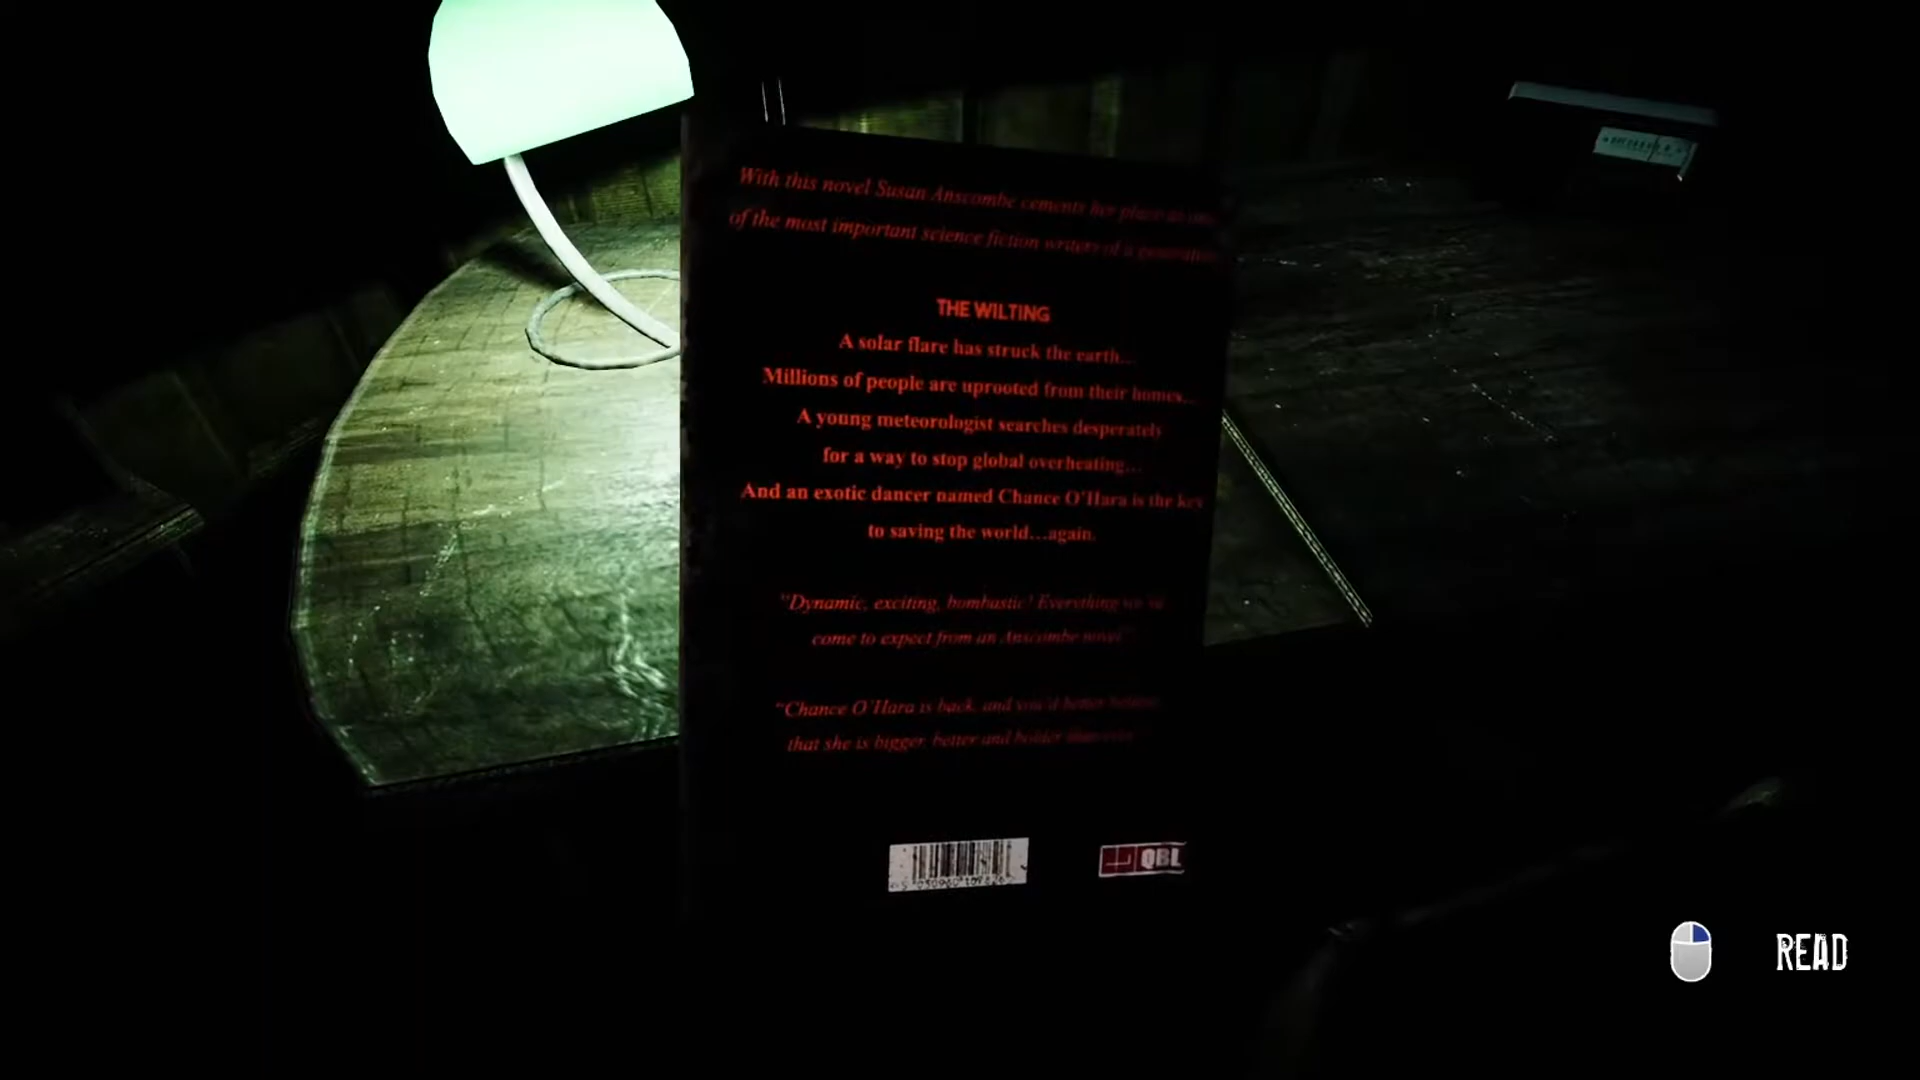 With this novel Susan Anscombe cements her place as one
of the most important science fiction writers of a generation
THE WILTING
A solar flare has struck the earth...
Millions of people are uprooted from their homes...
A young meteorologist searches desperately
for a way to stop global overheating...
And an exotic dancer named Chance O'Hara is the key
to saving the world...again.
"Dynamic, exciting, bombastic! Everything we've
come to expect from an Anscombe novel"
"Chance O'Hara is back, and you'd better believe
that she is bigger, better and bolder than ever
QBL
READ